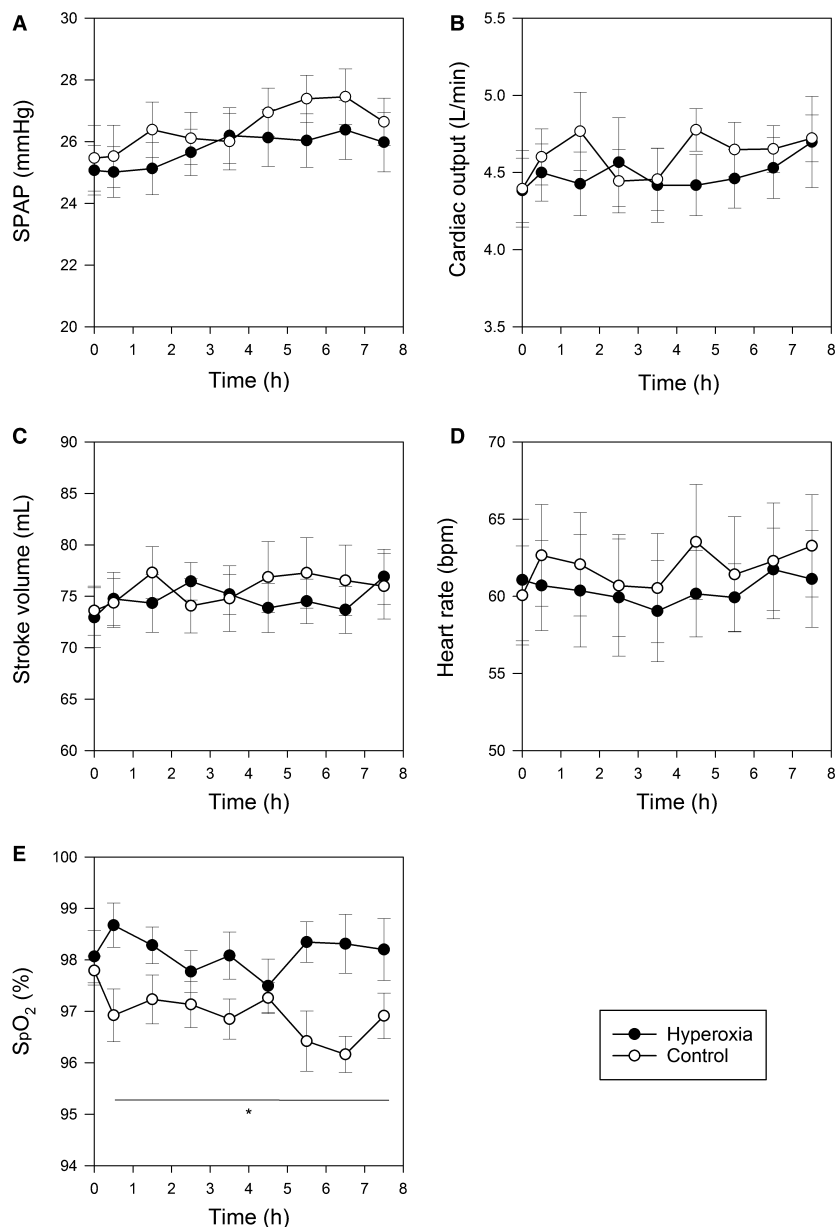 A
30
28
26
24
22
20
SPAP (mmHg)
0 1 2 3 4 5 6 7 8
Time (h)
B
5.5
5.0
4.5
4.0
3.5
Cardiac output (L/min)
0 1 2 3 4 5 6 7 8
Time (h)
C
90
85
80
75
70
65
60
Stroke volume (mL)
0 1 2 3 4 5 6 7 8
Time (h)
D
70
65
60
55
50
Heart rate (bpm)
0 1 2 3 4 5 6 7 8
Time (h)
E
100
99
98
97
96
95
94
SpO₂ (%)
*
0 1 2 3 4 5 6 7 8
Time (h)
Hyperoxia
Control